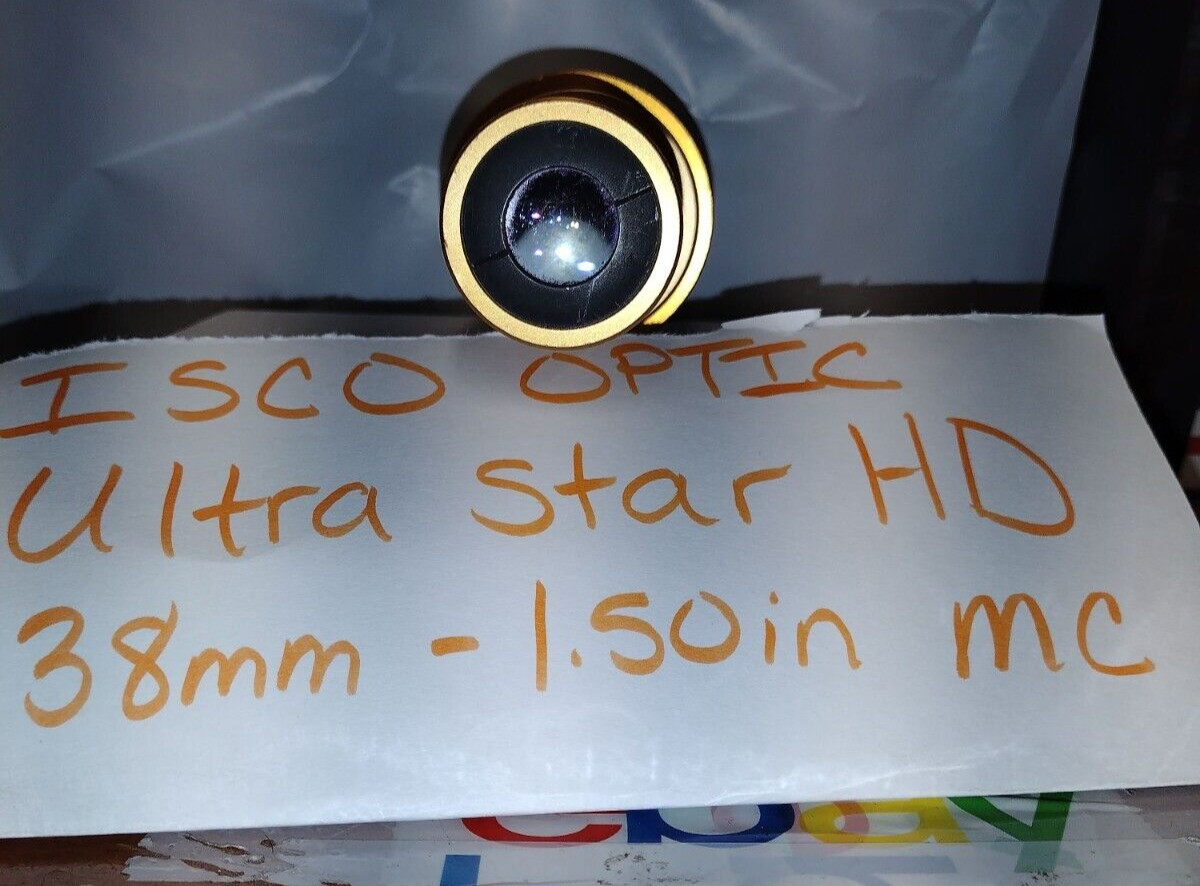 ISCO OPTIC
Ultra Star HD
38mm - 1.50in mc
ebay